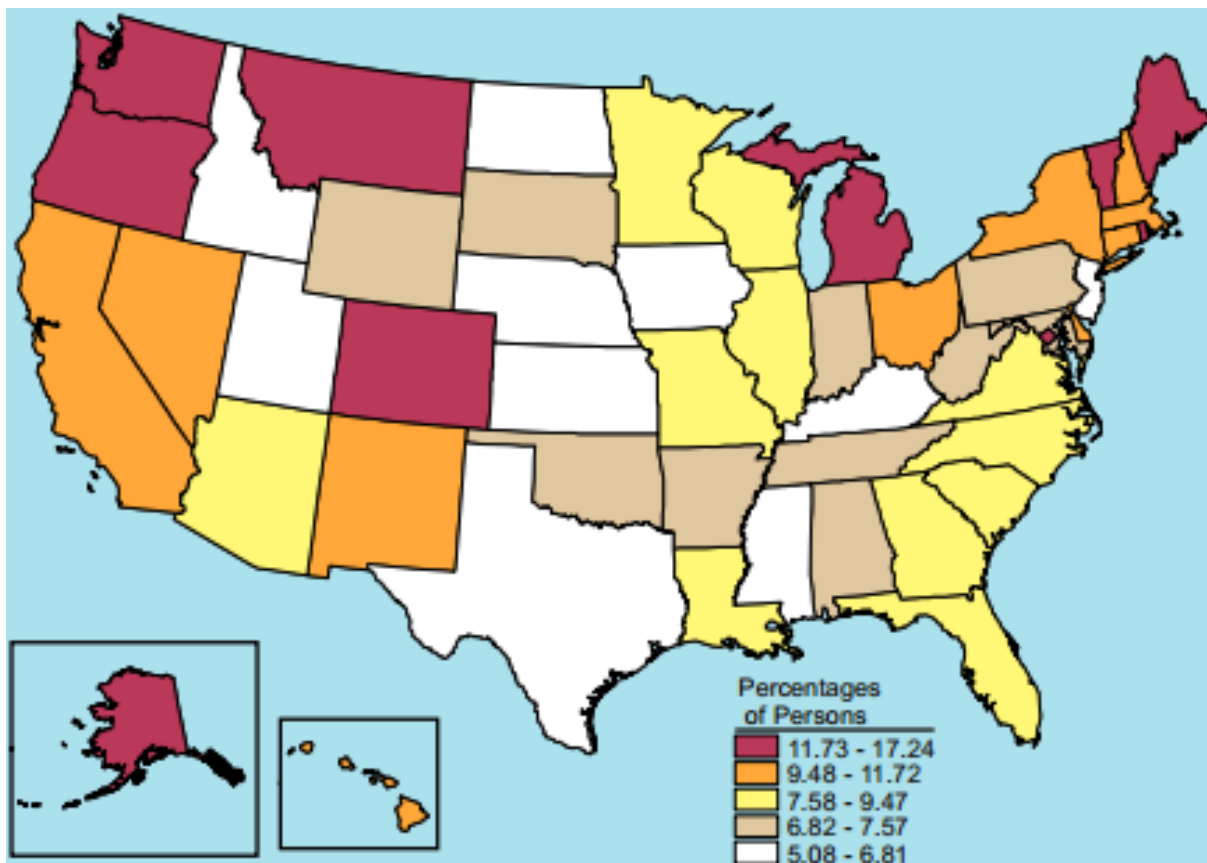 Percentages
of Persons
11.73 - 17.24
9.48 - 11.72
7.58 - 9.47
6.82 - 7.57
5.08 - 6.81